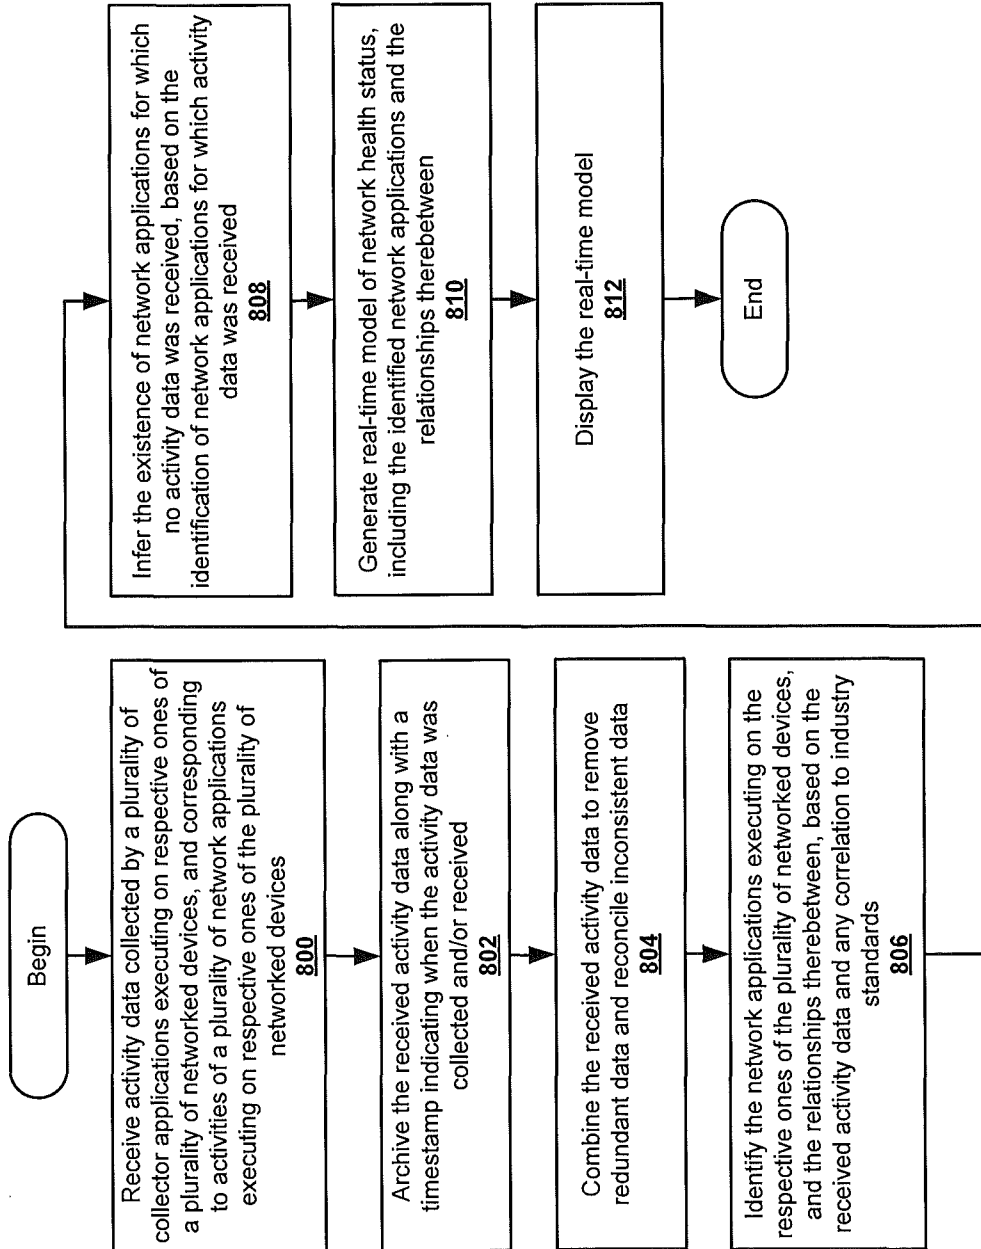 Begin
Receive activity data collected by a plurality of
collector applications executing on respective ones of
a plurality of networked devices, and corresponding
to activities of a plurality of network applications
executing on respective ones of the plurality of
networked devices
800
Archive the received activity data along with a
timestamp indicating when the activity data was
collected and/or received
802
Combine the received activity data to remove
redundant data and reconcile inconsistent data
804
Identify the network applications executing on the
respective ones of the plurality of networked devices,
and the relationships therebetween, based on the
received activity data and any correlation to industry
standards
806
Infer the existence of network applications for which
no activity data was received, based on the
identification of network applications for which activity
data was received
808
Generate real-time model of network health status,
including the identified network applications and the
relationships therebetween
810
Display the real-time model
812
End